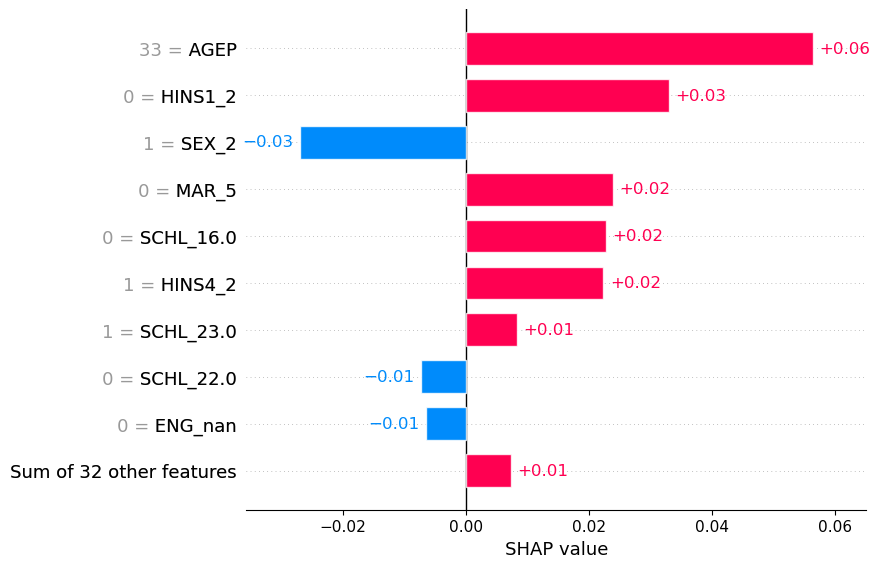 33 = AGEP +0.06
0 = HINS1_2 +0.03
1 = SEX_2 −0.03
0 = MAR_5 +0.02
0 = SCHL_16.0 +0.02
1 = HINS4_2 +0.02
1 = SCHL_23.0 +0.01
0 = SCHL_22.0 −0.01
0 = ENG_nan −0.01
Sum of 32 other features +0.01
−0.02 0.00 0.02 0.04 0.06
SHAP value